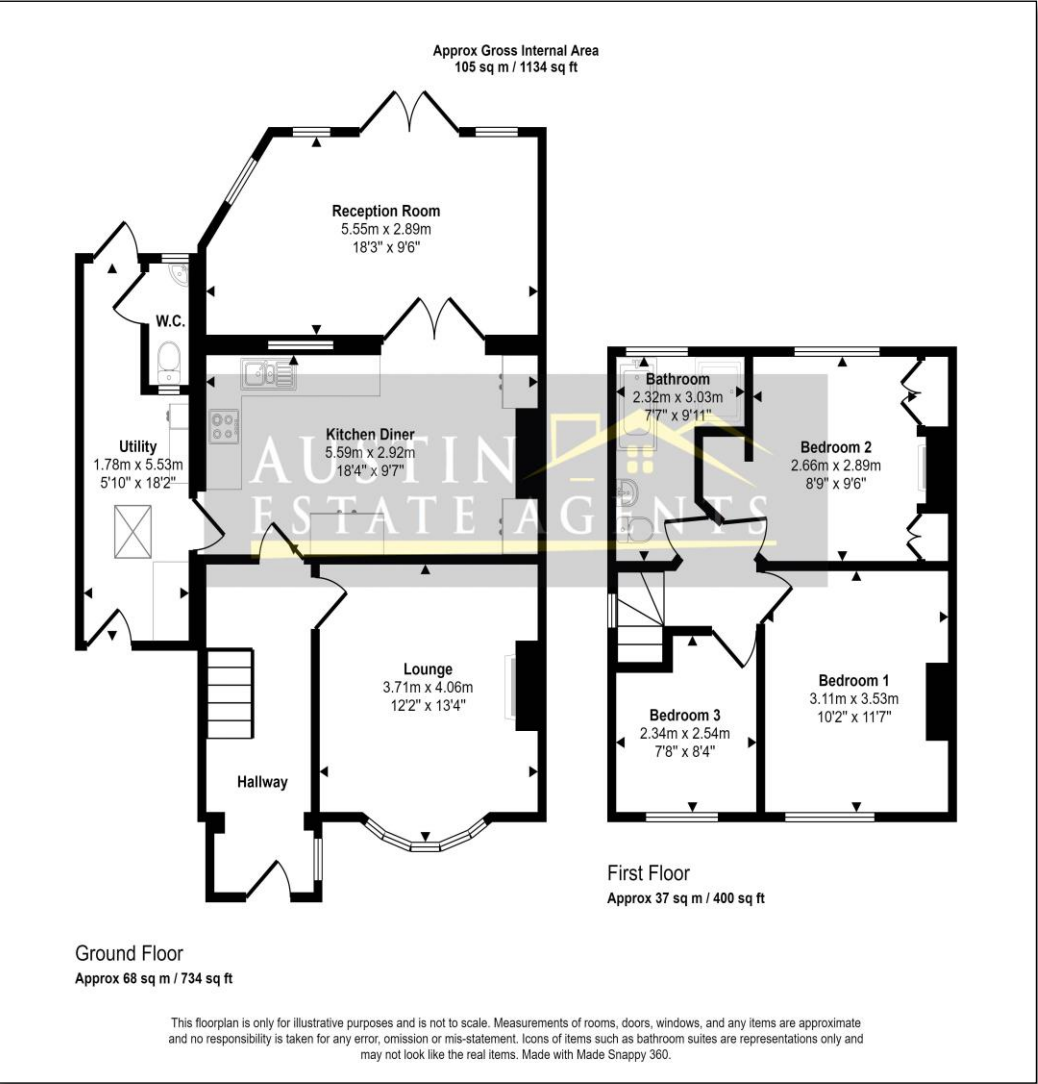 Approx Gross Internal Area
105 sq m / 1134 sq ft
Reception Room
5.55m x 2.89m
18'3" x 9'6"
W.C.
Utility
1.78m x 5.53m
5'10" x 18'2"
Kitchen Diner
5.59m x 2.92m
18'4" x 9'7"
Bathroom
2.32m x 3.03m
7'7" x 9'11"
Bedroom 2
2.66m x 2.89m
8'9" x 9'6"
AUSTIN
ESTATE AGENTS
Lounge
3.71m x 4.06m
12'2" x 13'4"
Hallway
Bedroom 1
3.11m x 3.53m
10'2" x 11'7"
Bedroom 3
2.34m x 2.54m
7'8" x 8'4"
First Floor
Approx 37 sq m / 400 sq ft
Ground Floor
Approx 68 sq m / 734 sq ft
This floorplan is only for illustrative purposes and is not to scale. Measurements of rooms, doors, windows, and any items are approximate
and no responsibility is taken for any error, omission or mis-statement. Icons of items such as bathroom suites are representations only and
may not look like the real items. Made with Made Snappy 360.